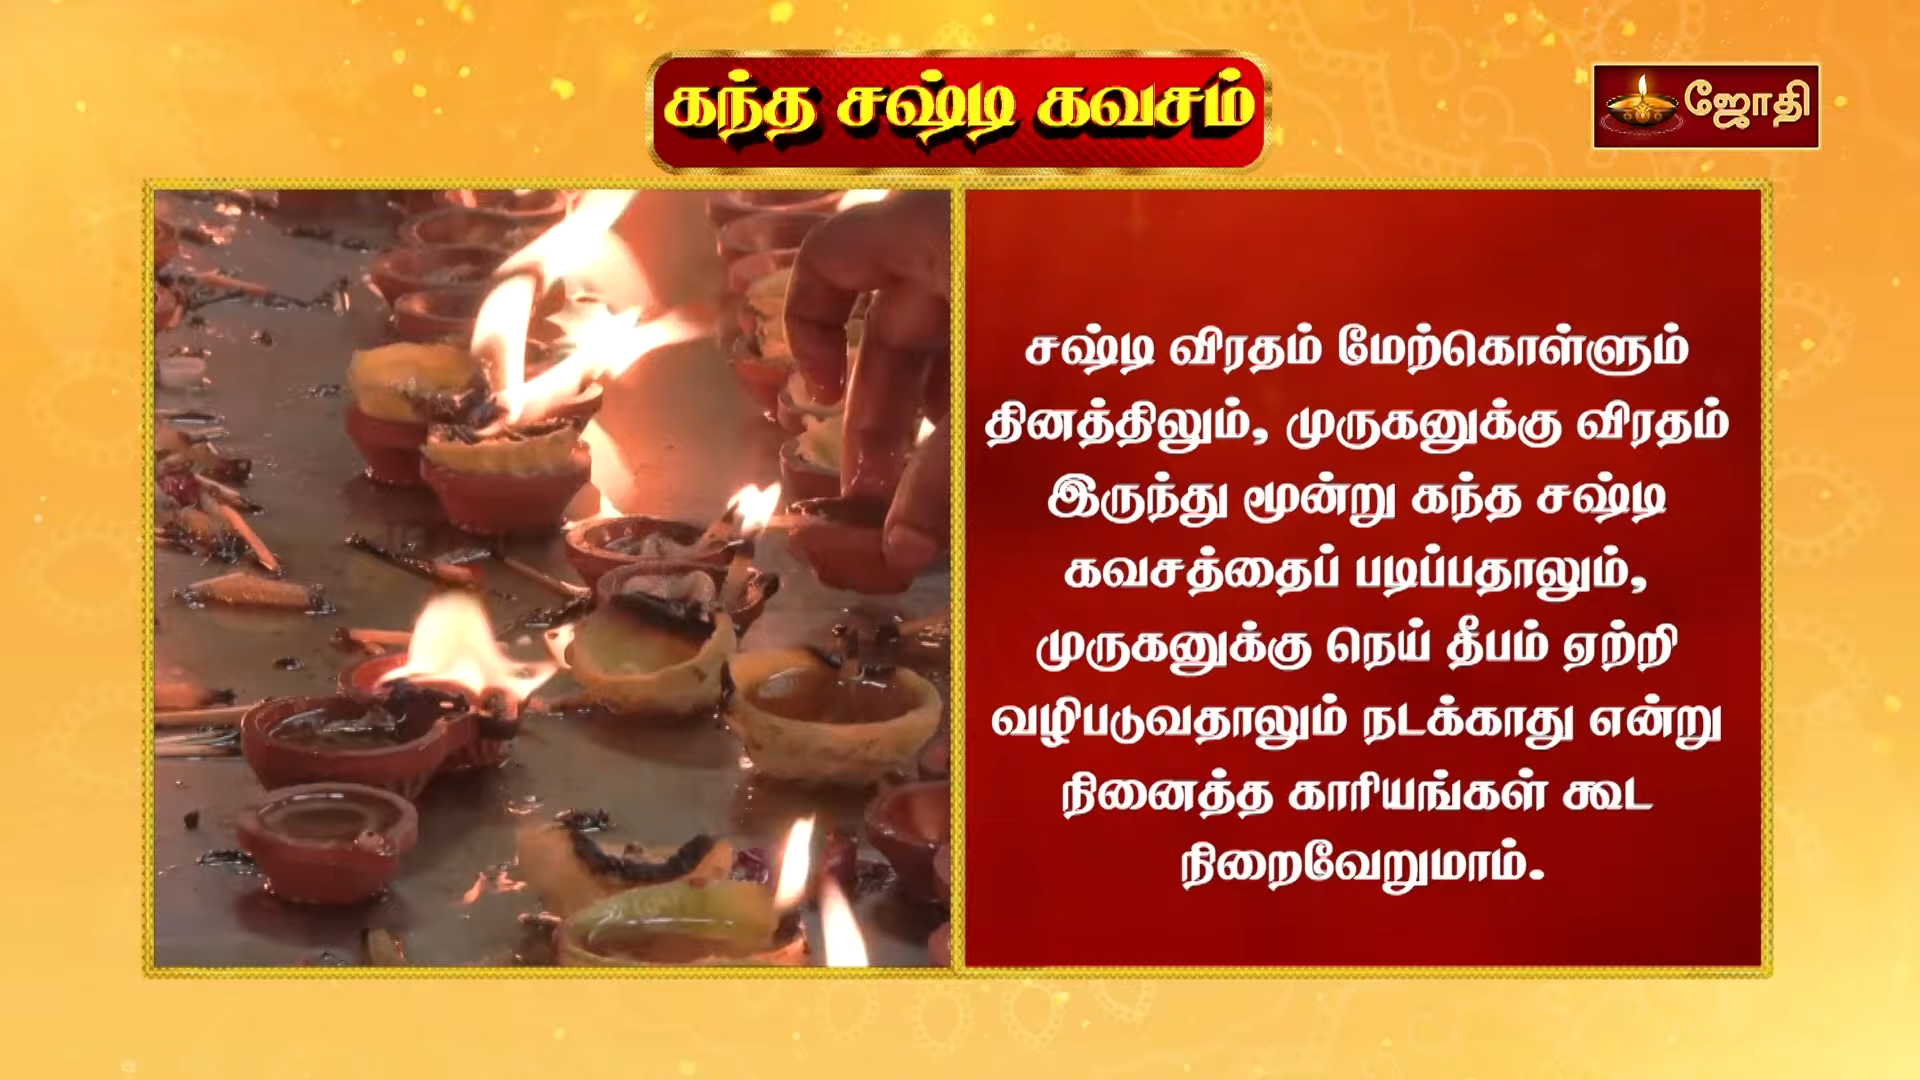 கந்த சஷ்டி கவசம்
ஜோதி
சஷ்டி விரதம் மேற்கொள்ளும்
தினத்திலும், முருகனுக்கு விரதம்
இருந்து மூன்று கந்த சஷ்டி
கவசத்தைப் படிப்பதாலும்,
முருகனுக்கு நெய் தீபம் ஏற்றி
வழிபடுவதாலும் நடக்காது என்று
நினைத்த காரியங்கள் கூட
நிறைவேறுமாம்.